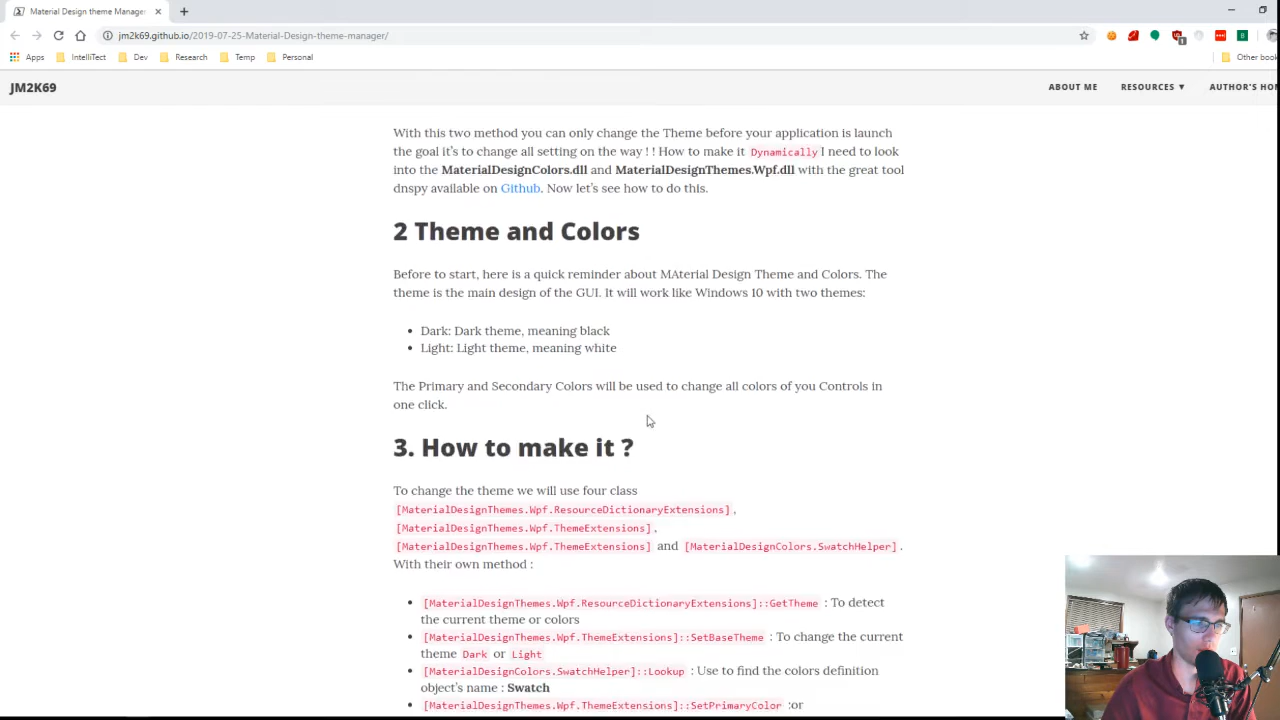 Material Design theme Manage
jm2k69.github.io/2019-07-25-Material-Design-theme-manager/
Apps IntelliTect Dev Research Temp Personal Other book
JM2K69 ABOUT ME RESOURCES ▼ AUTHOR'S HOM
With this two method you can only change the Theme before your application is launch
the goal it's to change all setting on the way ! ! How to make it Dynamically I need to look
into the MaterialDesignColors.dll and MaterialDesignThemes.Wpf.dll with the great tool
dnspy available on Github. Now let's see how to do this.
2 Theme and Colors
Before to start, here is a quick reminder about MAterial Design Theme and Colors. The
theme is the main design of the GUI. It will work like Windows 10 with two themes:
• Dark: Dark theme, meaning black
• Light: Light theme, meaning white
The Primary and Secondary Colors will be used to change all colors of you Controls in
one click.
3. How to make it ?
To change the theme we will use four class
[MaterialDesignThemes.Wpf.ResourceDictionaryExtensions],
[MaterialDesignThemes.Wpf.ThemeExtensions],
[MaterialDesignThemes.Wpf.ThemeExtensions] and [MaterialDesignColors.SwatchHelper].
With their own method :
• [MaterialDesignThemes.Wpf.ResourceDictionaryExtensions]::GetTheme : To detect
the current theme or colors
• [MaterialDesignThemes.Wpf.ThemeExtensions]::SetBaseTheme : To change the current
theme Dark or Light
• [MaterialDesignColors.SwatchHelper]::Lookup : Use to find the colors definition
object's name : Swatch
• [MaterialDesignThemes.Wpf.ThemeExtensions]::SetPrimaryColor :or